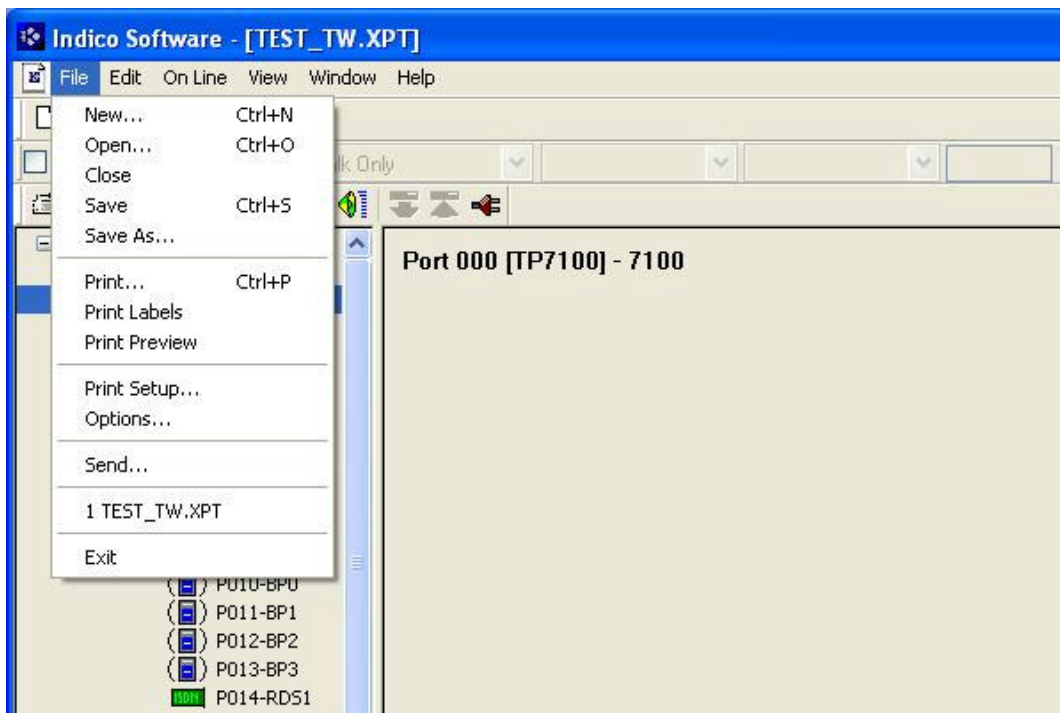 Indico Software - [TEST_TW.XPT]
File Edit On Line View Window Help
New... Ctrl+N
Open... Ctrl+O
Close
Save Ctrl+S
Save As...
Print... Ctrl+P
Print Labels
Print Preview
Print Setup...
Options...
Send...
1 TEST_TW.XPT
Exit
Only
Port 000 [TP7100] - 7100
P010-BP0
P011-BP1
P012-BP2
P013-BP3
ISDN P014-RDS1